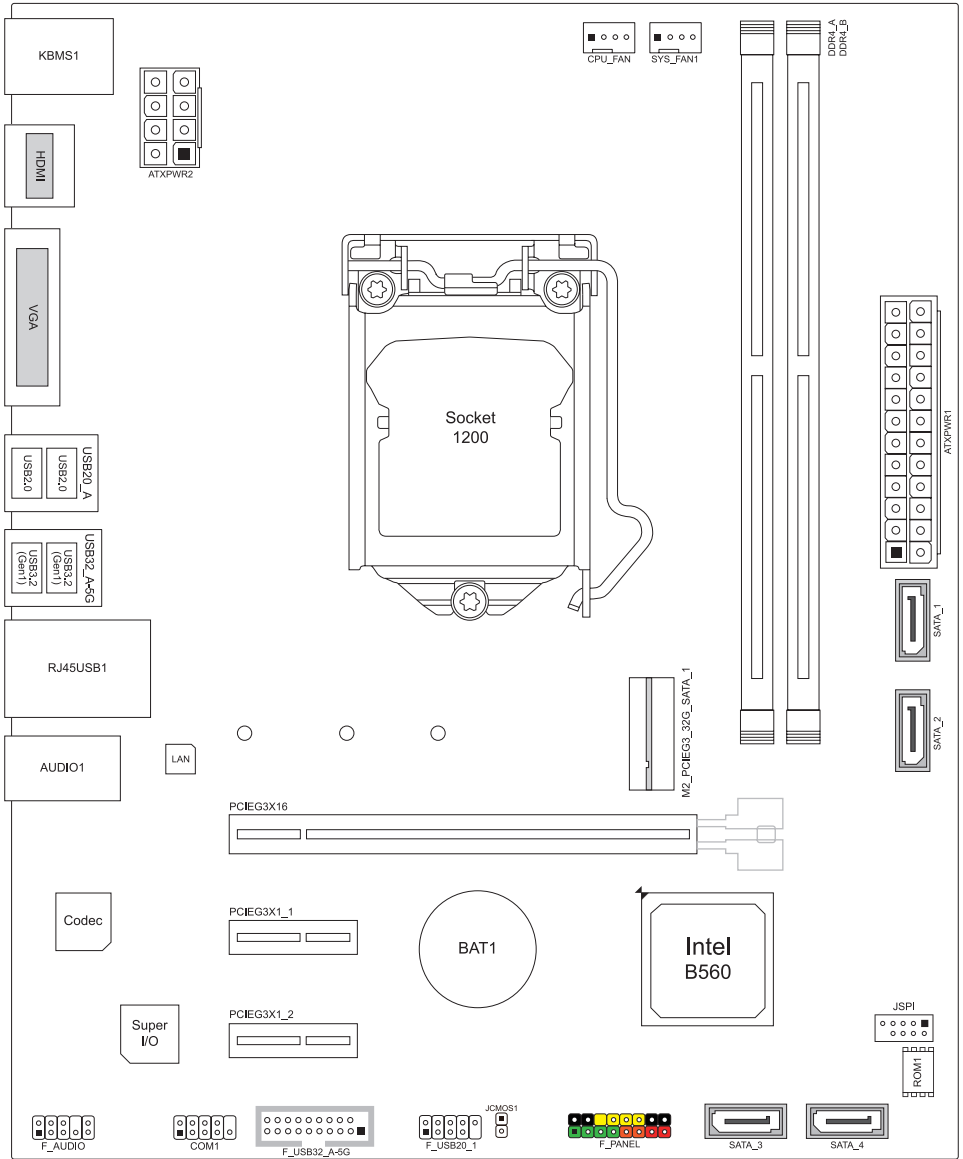 KBMS1
CPU_FAN
SYS_FAN1
DDR4_A
DDR4_B
HDMI
ATXPWR2
VGA
Socket
1200
ATXPWR1
USB20_A
USB2.0
USB2.0
USB32_A-5G
USB3.2
(Gen1)
USB3.2
(Gen1)
SATA_1
RJ45USB1
M2_PCIEG3_32G_SATA_1
SATA_2
LAN
AUDIO1
PCIEG3X16
Codec
PCIEG3X1_1
BAT1
Intel
B560
JSPI
Super
I/O
PCIEG3X1_2
ROM1
JCMOS1
F_AUDIO
COM1
F_USB32_A-5G
F_USB20_1
F_PANEL
SATA_3
SATA_4